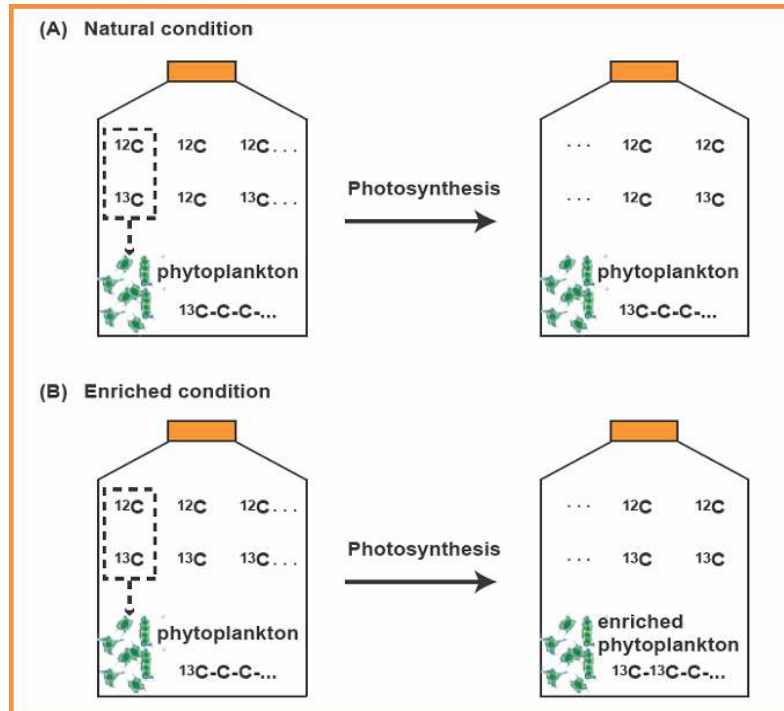 (A) Natural condition
¹²C ¹²C ¹²C... ... ¹²C ¹²C
Photosynthesis
¹³C ¹²C ¹³C... ... ¹²C ¹³C
phytoplankton phytoplankton
¹³C-C-C-... ¹³C-C-C-...
(B) Enriched condition
¹²C ¹²C ¹²C... ... ¹²C ¹²C
Photosynthesis
¹³C ¹³C ¹³C... ... ¹³C ¹³C
phytoplankton enriched
phytoplankton
¹³C-C-C-... ¹³C-¹³C-C-...